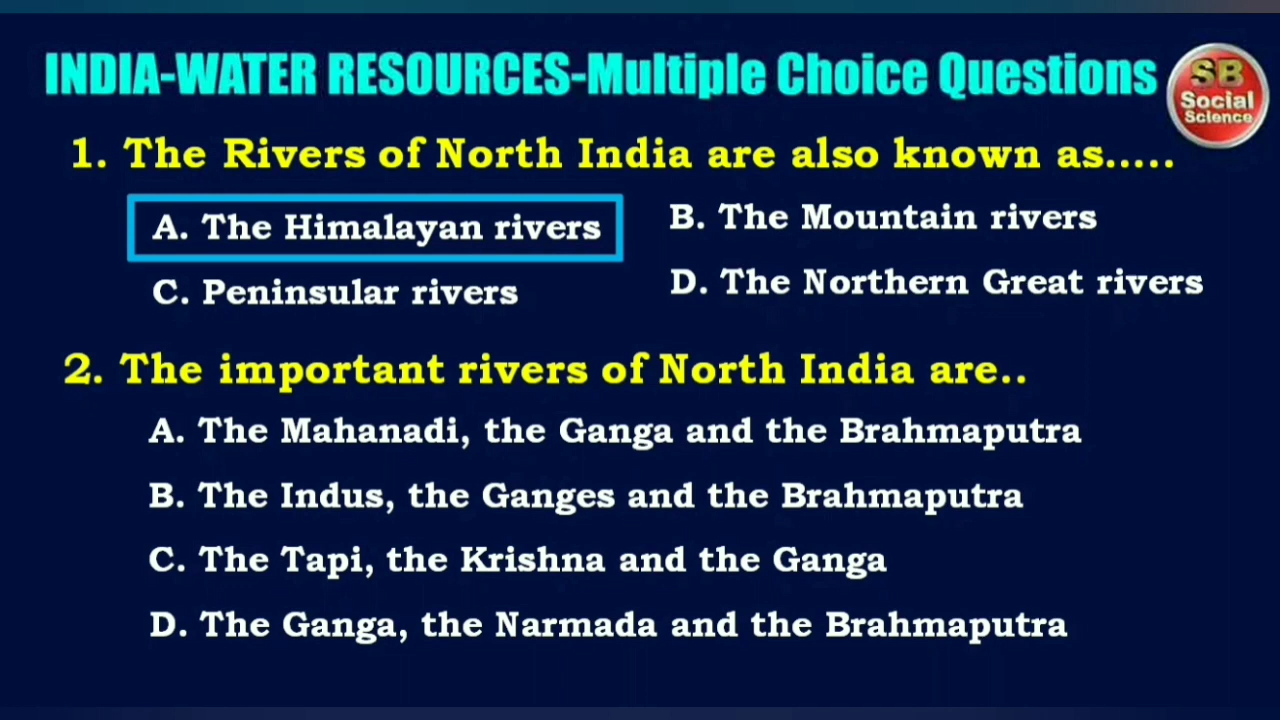 INDIA-WATER RESOURCES-Multiple Choice Questions
SB
Social
Science
1. The Rivers of North India are also known as.....
A. The Himalayan rivers
B. The Mountain rivers
C. Peninsular rivers
D. The Northern Great rivers
2. The important rivers of North India are..
A. The Mahanadi, the Ganga and the Brahmaputra
B. The Indus, the Ganges and the Brahmaputra
C. The Tapi, the Krishna and the Ganga
D. The Ganga, the Narmada and the Brahmaputra